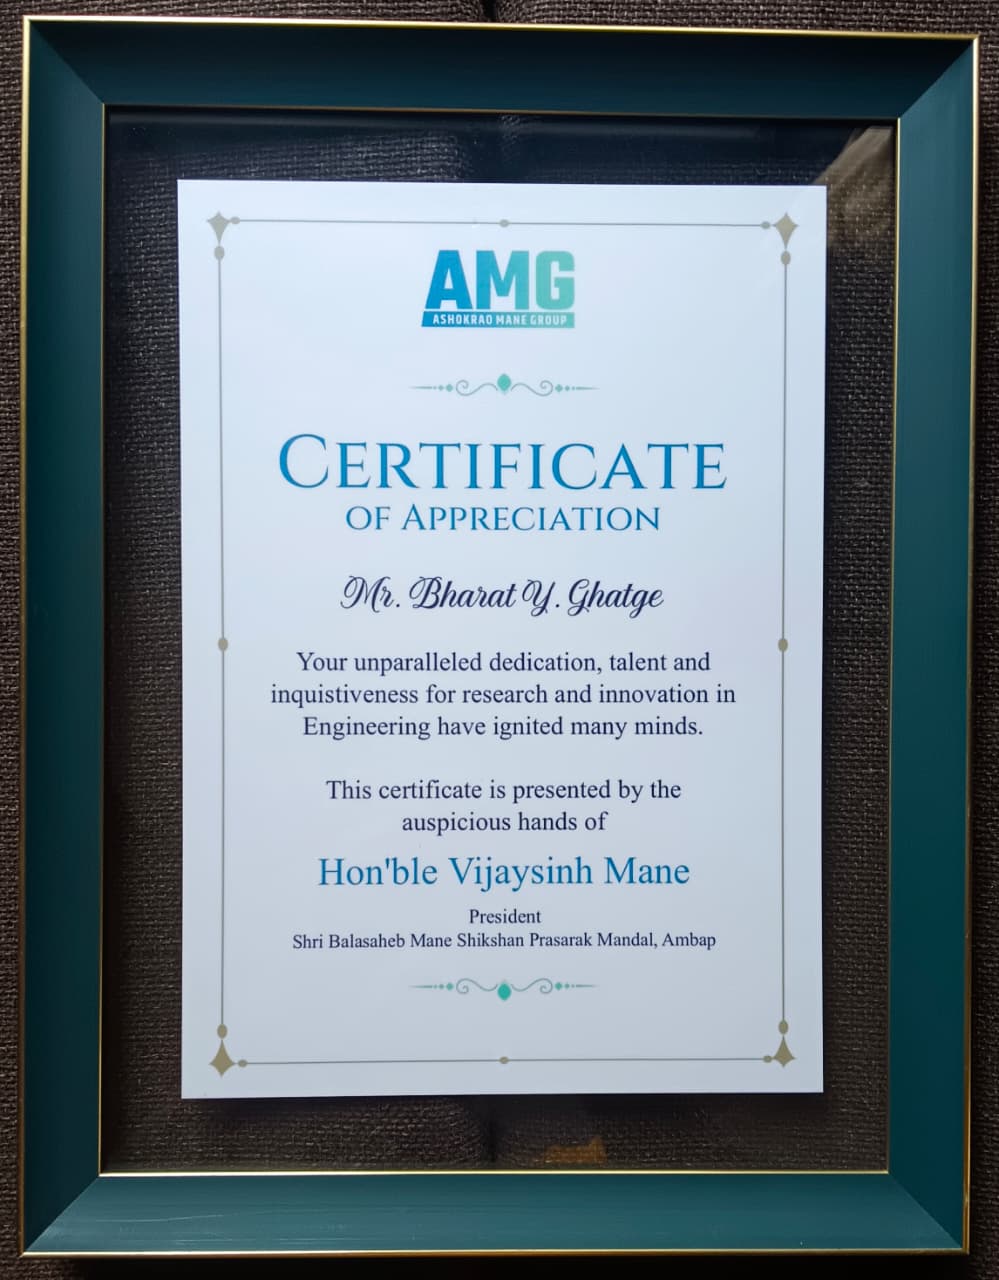 AMG
ASHOKRAO MANE GROUP
CERTIFICATE
OF APPRECIATION
Mr. Bharat Y. Ghatge
Your unparalleled dedication, talent and
inquistiveness for research and innovation in
Engineering have ignited many minds.
This certificate is presented by the
auspicious hands of
Hon'ble Vijaysinh Mane
President
Shri Balasaheb Mane Shikshan Prasarak Mandal, Ambap